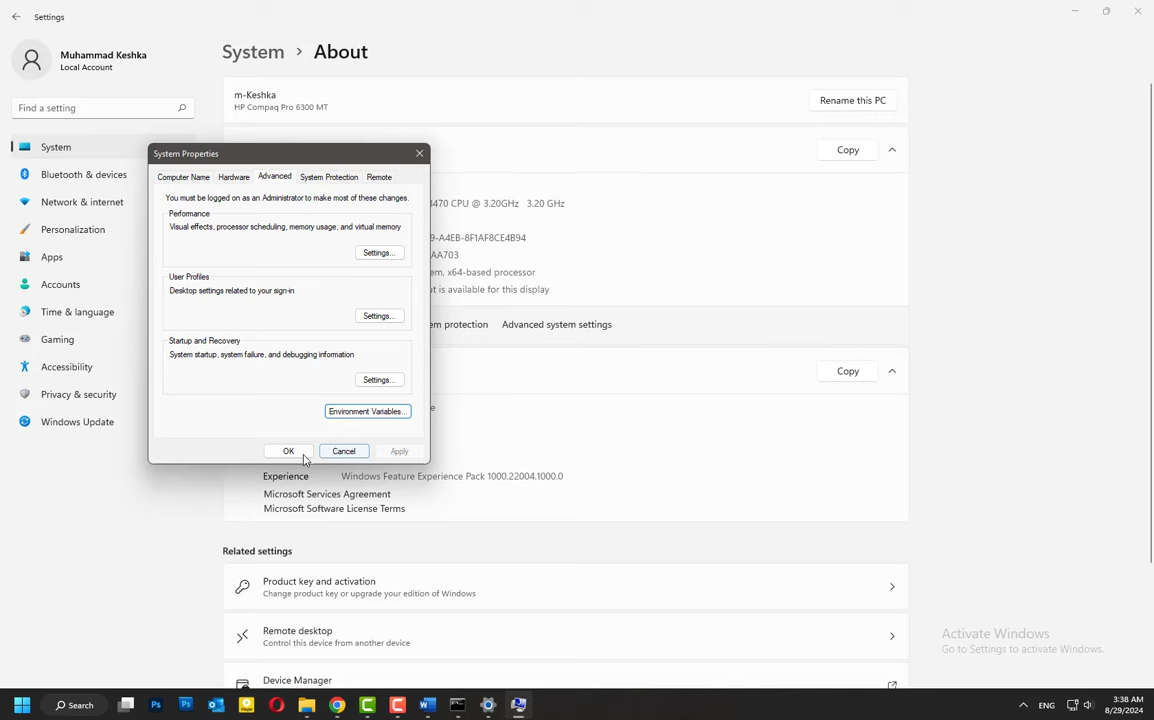 Settings
Muhammad Keshka
Local Account
Find a setting
System
Bluetooth & devices
Network & internet
Personalization
Apps
Accounts
Time & language
Gaming
Accessibility
Privacy & security
Windows Update
System > About
m-Keshka
HP Compaq Pro 6300 MT
Rename this PC
Copy
470 CPU @ 3.20GHz 3.20 GHz
9-A4EB-8F1AF8CE4B94
AA703
em, x64-based processor
ut is available for this display
em protection Advanced system settings
Copy
Experience Windows Feature Experience Pack 1000.22004.1000.0
Microsoft Services Agreement
Microsoft Software License Terms
System Properties
Computer Name Hardware Advanced System Protection Remote
You must be logged on as an Administrator to make most of these changes.
Performance
Visual effects, processor scheduling, memory usage, and virtual memory
Settings...
User Profiles
Desktop settings related to your sign-in
Settings...
Startup and Recovery
System startup, system failure, and debugging information
Settings...
Environment Variables...
OK Cancel Apply
Related settings
Product key and activation
Change product key or upgrade your edition of Windows
Remote desktop
Control this device from another device
Device Manager
Activate Windows
Go to Settings to activate Windows.
Search
ENG
3:38 AM
8/29/2024